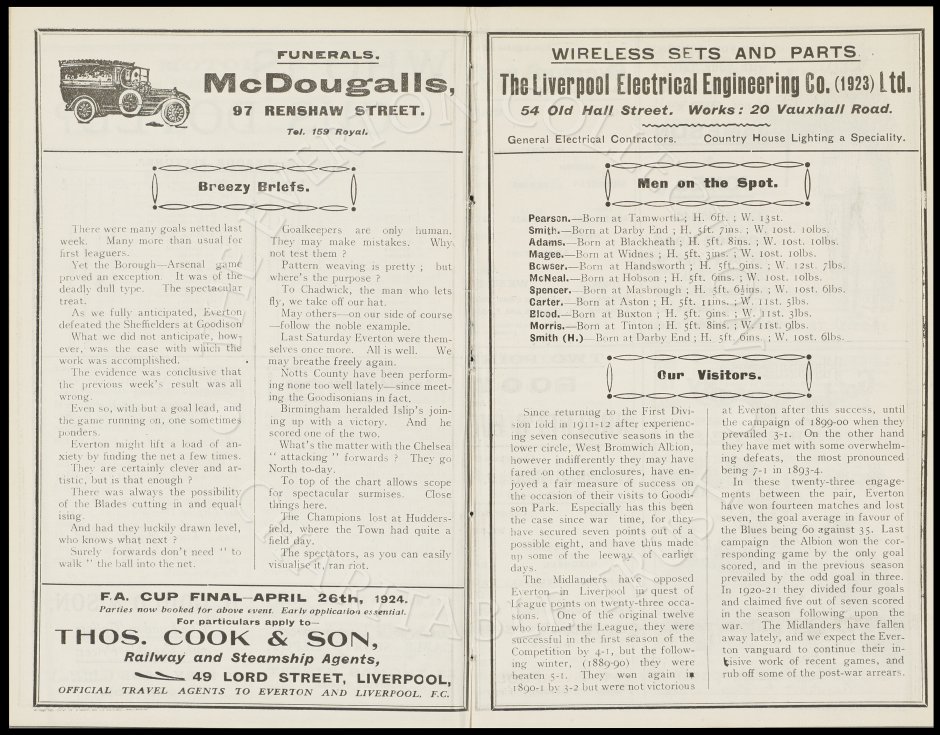 FUNERALS.
McDougalls,
97 RENSHAW STREET.
Tel. 159 Royal.
Breezy Briefs.
There were many goals netted last
week. Many more than usual for
first leaguers.
Yet the Borough—Arsenal game
proved an exception. It was of the
deadly dull type. The spectacular
treat.
As we fully anticipated, Everton
defeated the Sheffielders at Goodison
What we did not anticipate, how-
ever, was the case with which the
work was accomplished.
The evidence was conclusive that
the previous week's result was all
wrong.
Even so, with but a goal lead, and
the game running on, one sometimes
ponders.
Everton might lift a load of an-
xiety by finding the net a few times.
They are certainly clever and ar-
tistic, but is that enough ?
There was always the possibility
of the Blades cutting in and equal-
ising.
And had they luckily drawn level,
who knows what next ?
Surely forwards don't need " to
walk " the ball into the net.
Goalkeepers are only human.
They may make mistakes. Why
not test them ?
Pattern weaving is pretty ; but
where's the purpose ?
To Chadwick, the man who lets
fly, we take off our hat.
May others—on our side of course
—follow the noble example.
Last Saturday Everton were them-
selves once more. All is well. We
may breathe freely again.
Notts County have been perform-
ing none too well lately—since meet-
ing the Goodisonians in fact.
Birmingham heralded Islip's join-
ing up with a victory. And he
scored one of the two.
What's the matter with the Chelsea
" attacking " forwards ? They go
North to-day.
To top of the chart allows scope
for spectacular surmises. Close
things here.
The Champions lost at Hudders-
field, where the Town had quite a
field day.
The spectators, as you can easily
visualise it, ran riot.
F.A. CUP FINAL—APRIL 26th, 1924.
Parties now booked for above event. Early application essential.
For particulars apply to—
THOS. COOK & SON,
Railway and Steamship Agents,
49 LORD STREET, LIVERPOOL,
OFFICIAL TRAVEL AGENTS TO EVERTON AND LIVERPOOL. F.C.
WIRELESS SETS AND PARTS
The Liverpool Electrical Engineering Co. (1923) Ltd.
54 Old Hall Street. Works: 20 Vauxhall Road.
General Electrical Contractors. Country House Lighting a Speciality.
Men on the Spot.
Pearson.—Born at Tamworth ; H. 6ft. ; W. 13st.
Smith.—Born at Darby End ; H. 5ft. 7ins. ; W. 10st. 10lbs.
Adams.—Born at Blackheath ; H. 5ft. 8ins. ; W. 10st. 10lbs.
Magee.—Born at Widnes ; H. 5ft. 3ins. ; W. 10st. 10lbs.
Bowser.—Born at Handsworth ; H. 5ft. 9ins. ; W. 12st. 7lbs.
McNeal.—Born at Hobson ; H. 5ft. 6ins. ; W. 10st. 10lbs.
Spencer.—Born at Masbrough ; H. 5ft. 6½ins. ; W. 10st. 6lbs.
Carter.—Born at Aston ; H. 5ft. 11ins. ; W. 11st. 5lbs.
Blood.—Born at Buxton ; H. 5ft. 9ins. ; W. 11st. 3lbs.
Morris.—Born at Tinton ; H. 5ft. 8ins. ; W. 11st. 9lbs.
Smith (H.)—Born at Darby End ; H. 5ft. 6ins. ; W. 10st. 6lbs.
Our Visitors.
Since returning to the First Divi-
sion told in 1911-12 after experienc-
ing seven consecutive seasons in the
lower circle, West Bromwich Albion,
however indifferently they may have
fared on other enclosures, have en-
joyed a fair measure of success on
the occasion of their visits to Goodi-
son Park. Especially has this been
the case since war time, for they
have secured seven points out of a
possible eight, and have thus made
up some of the leeway of earlier
days.
The Midlanders have opposed
Everton in Liverpool in quest of
League points on twenty-three occa-
sions. One of the original twelve
who formed the League, they were
successful in the first season of the
Competition by 4-1, but the follow-
ing winter, (1889-90) they were
beaten 5-1. They won again in
1890-1 by 3-2 but were not victorious
at Everton after this success, until
the campaign of 1899-00 when they
prevailed 3-1. On the other hand
they have met with some overwhelm-
ing defeats, the most pronounced
being 7-1 in 1893-4.
In these twenty-three engage-
ments between the pair, Everton
have won fourteen matches and lost
seven, the goal average in favour of
the Blues being 60 against 35. Last
campaign the Albion won the cor-
responding game by the only goal
scored, and in the previous season
prevailed by the odd goal in three.
In 1920-21 they divided four goals
and claimed five out of seven scored
in the season following upon the
war. The Midlanders have fallen
away lately, and we expect the Ever-
ton vanguard to continue their in-
cisive work of recent games, and
rub off some of the post-war arrears.